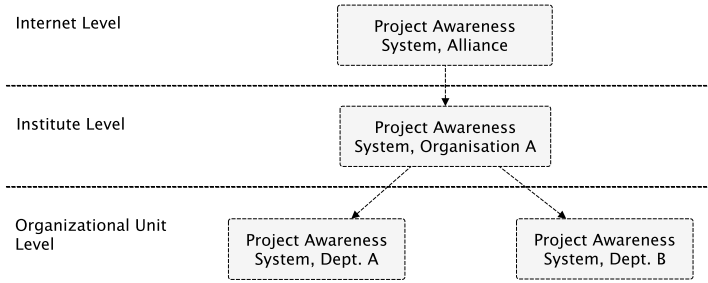 Internet Level
Project Awareness
System, Alliance
Institute Level
Project Awareness
System, Organisation A
Organizational Unit
Level
Project Awareness
System, Dept. A
Project Awareness
System, Dept. B